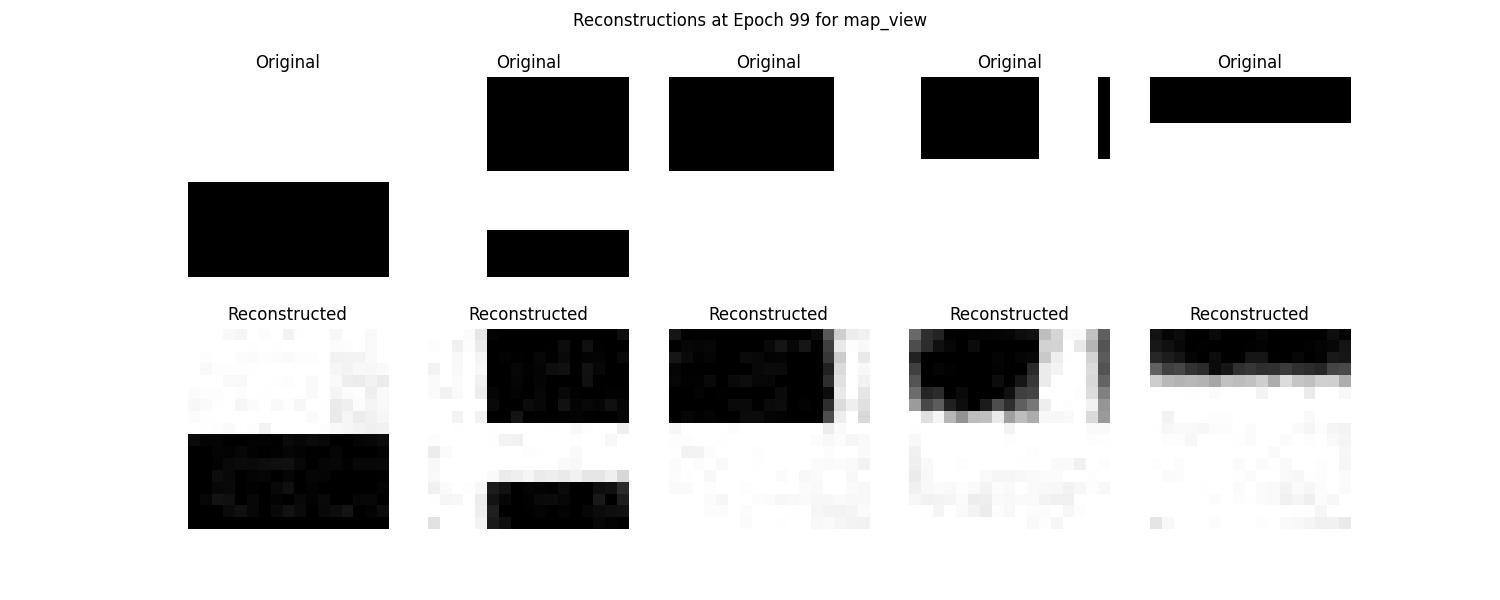 Reconstructions at Epoch 99 for map_view
Original
Original
Original
Original
Original
Reconstructed
Reconstructed
Reconstructed
Reconstructed
Reconstructed